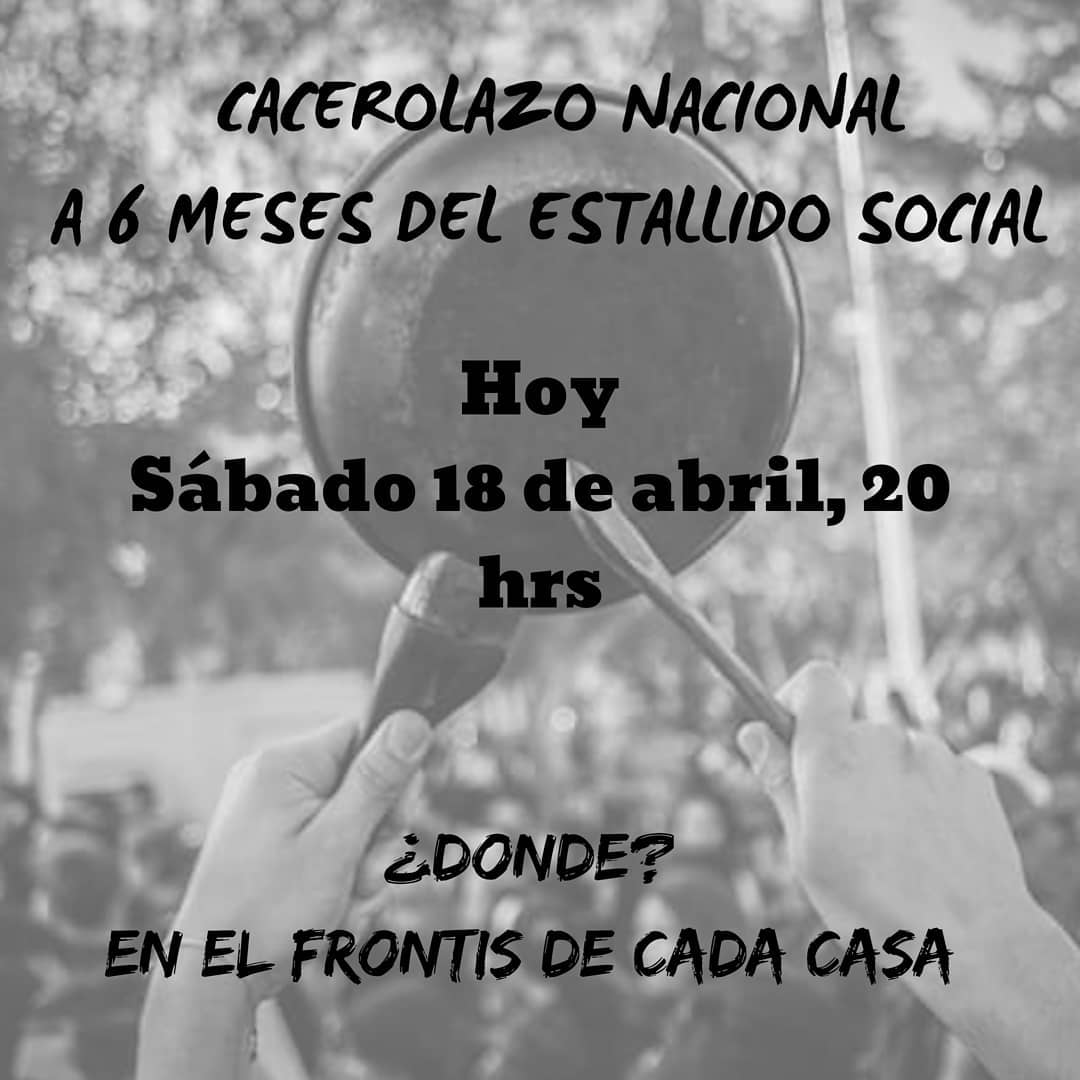 CACEROLAZO NACIONAL
A 6 MESES DEL ESTALLIDO SOCIAL
Hoy
Sábado 18 de abril, 20
hrs
¿DONDE?
EN EL FRONTIS DE CADA CASA